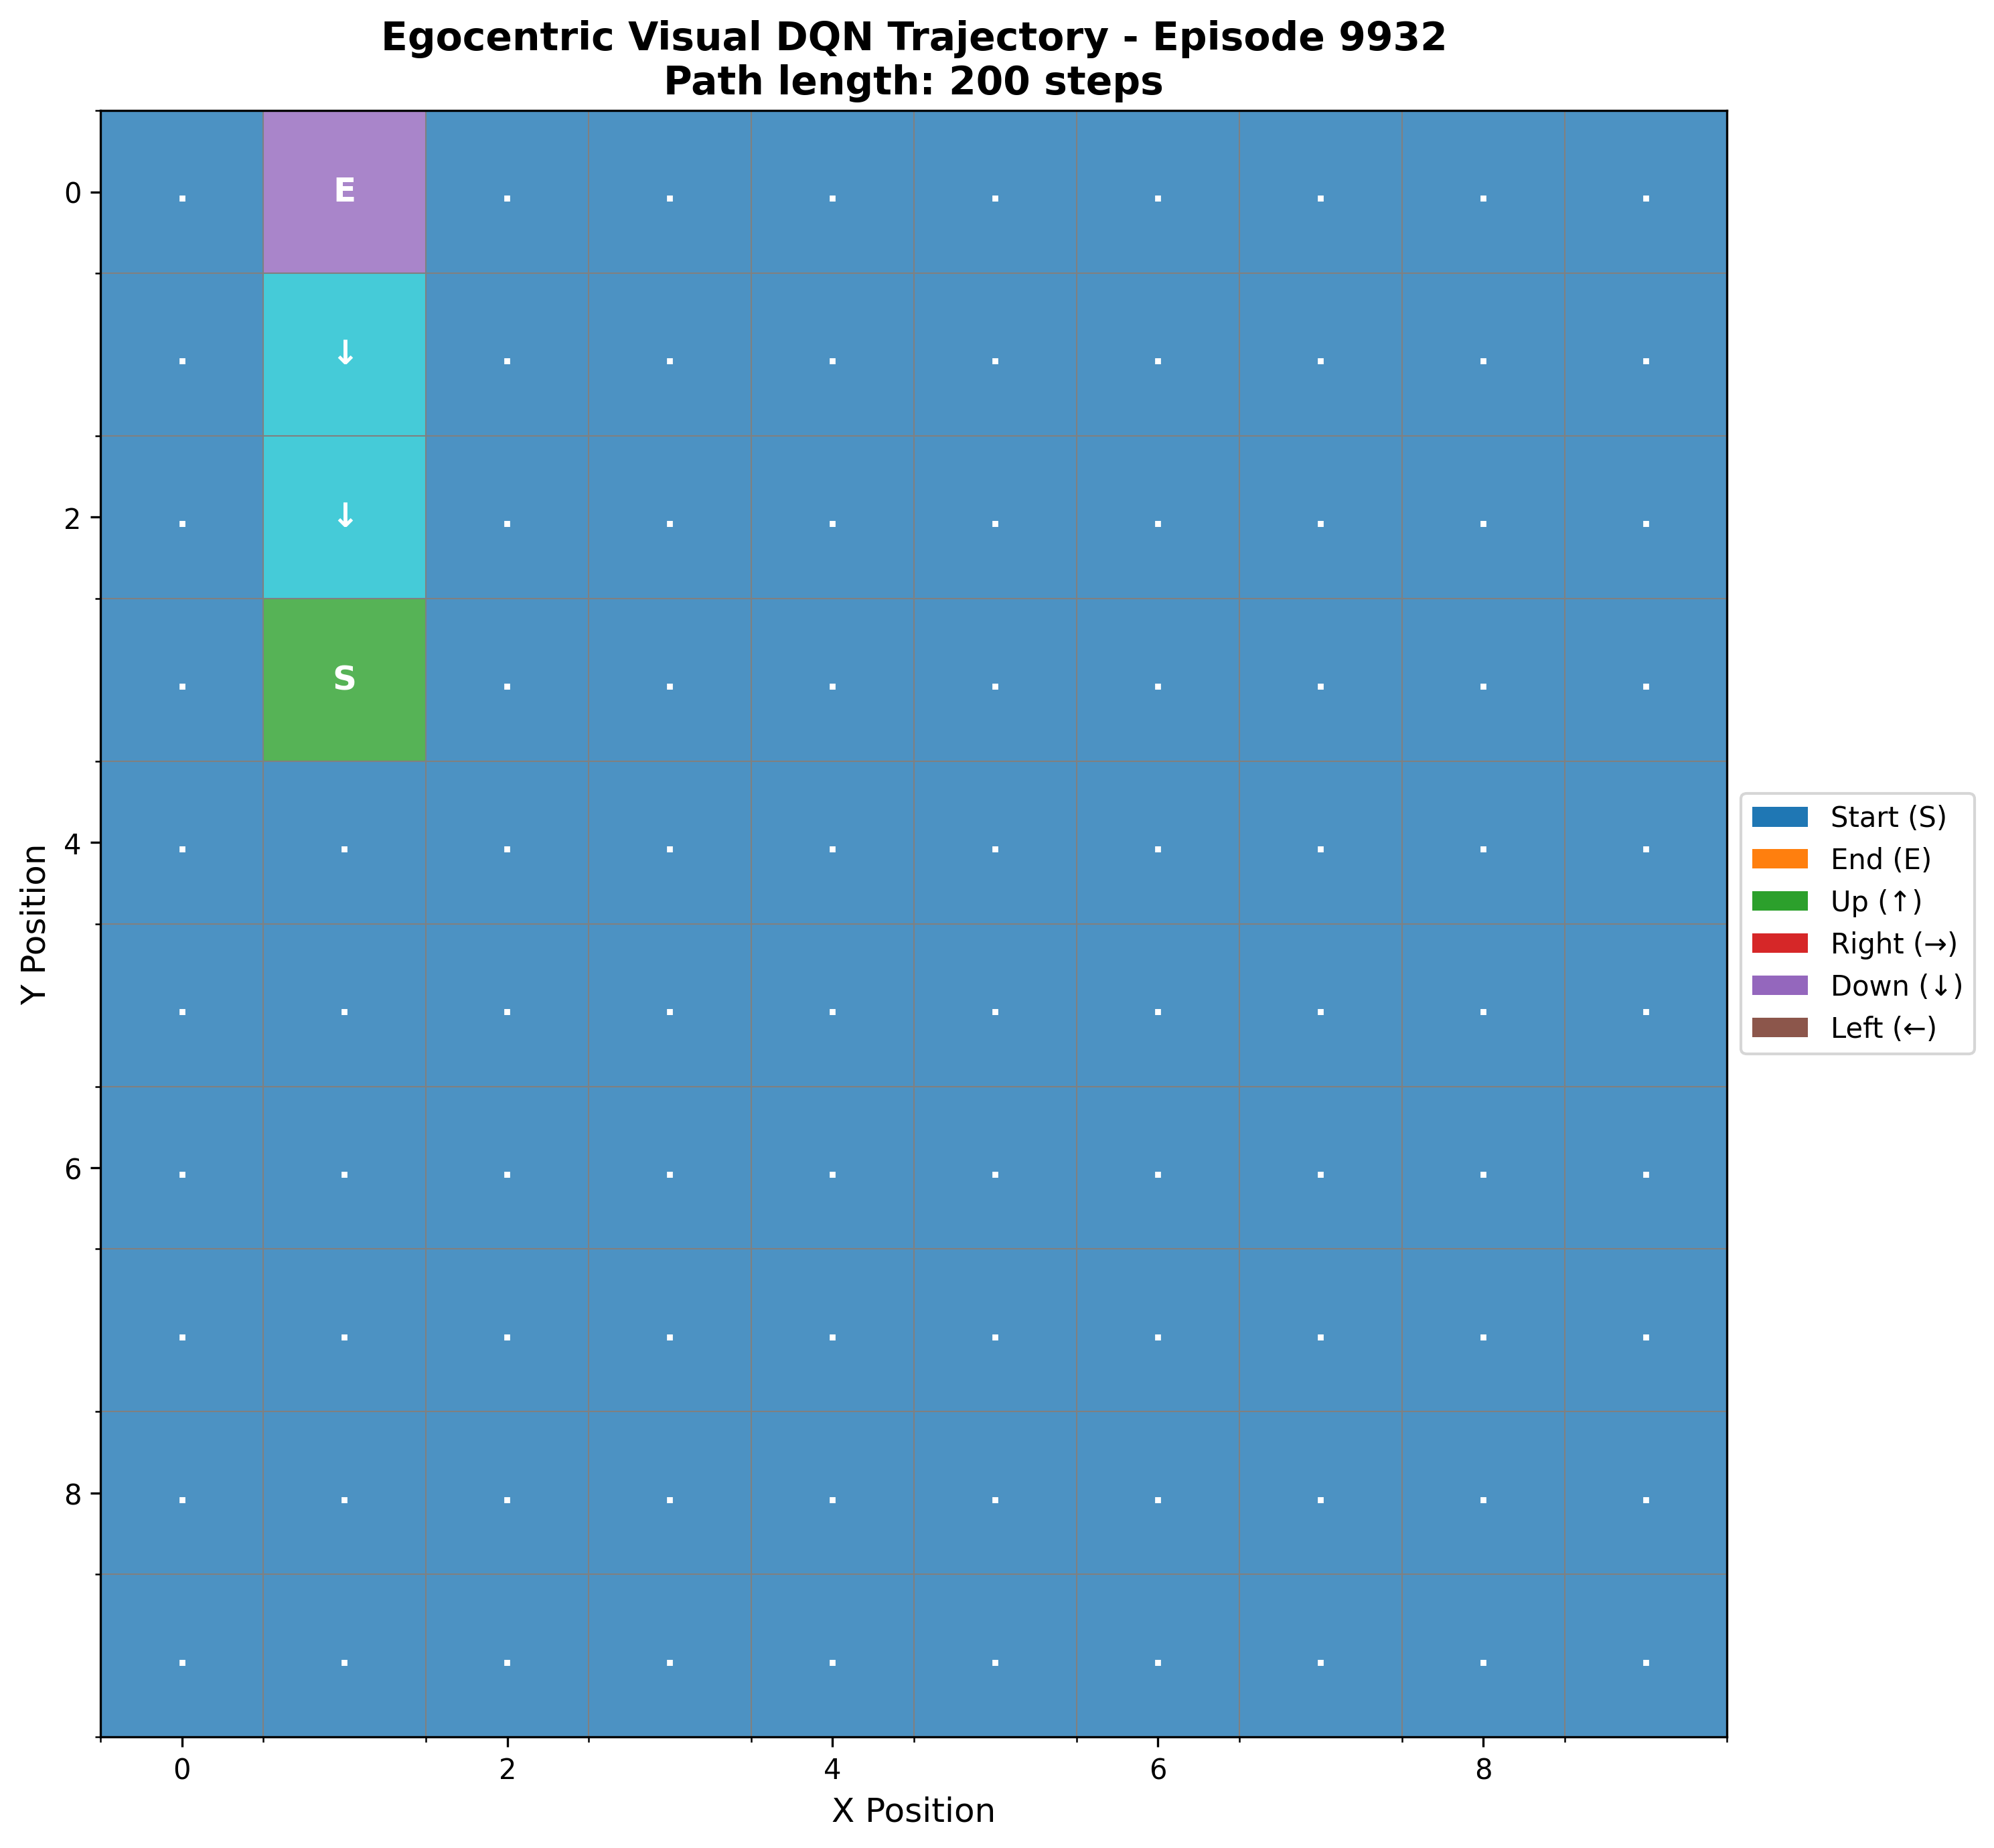 Egocentric Visual DQN Trajectory - Episode 9932
Path length: 200 steps
0
E
↓
2
↓
S
4
6
8
Y Position
0 2 4 6 8
X Position
Start (S)
End (E)
Up (↑)
Right (→)
Down (↓)
Left (←)